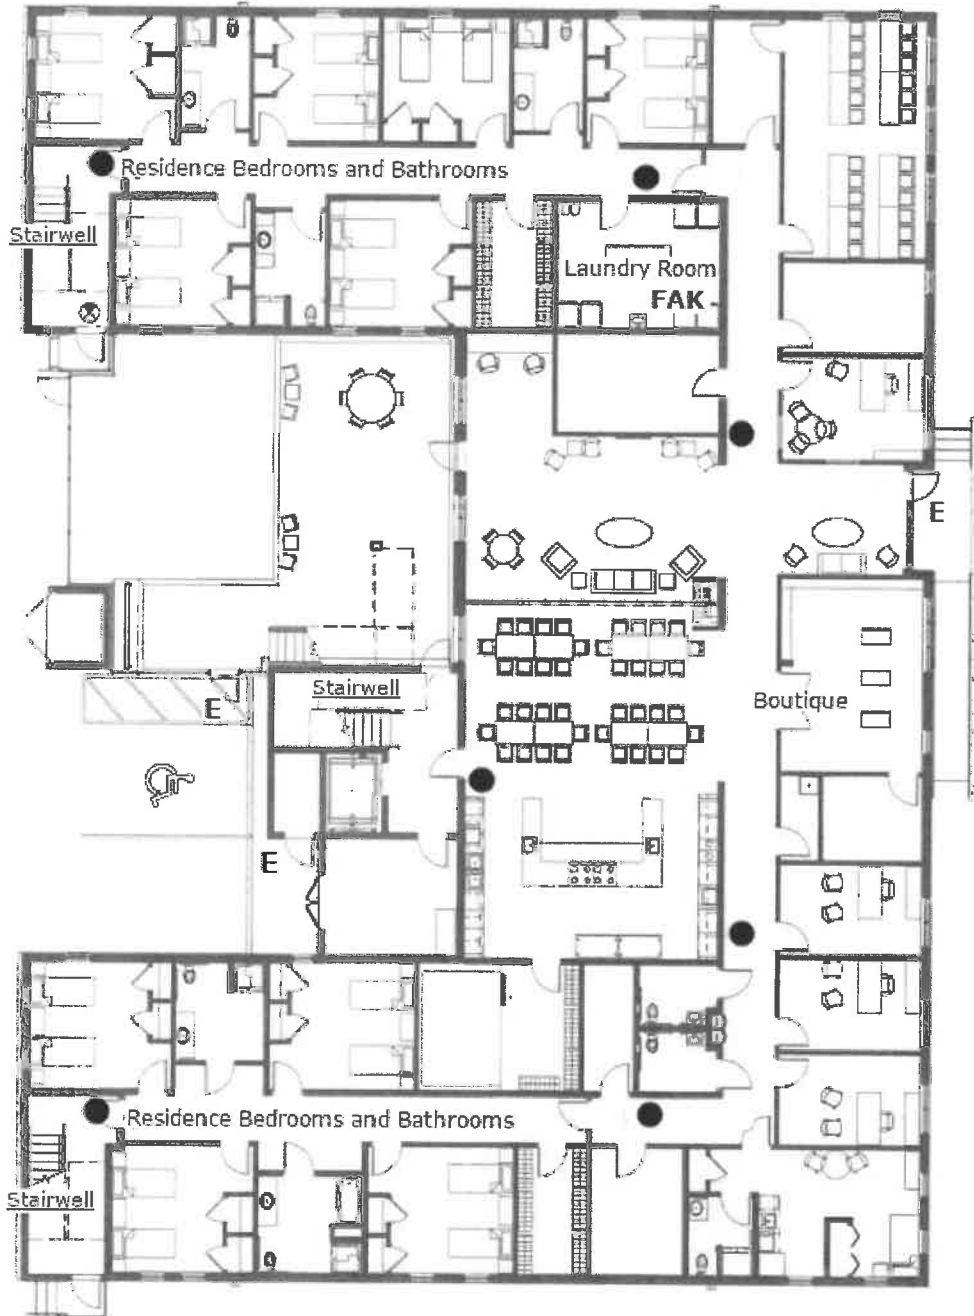 Residence Bedrooms and Bathrooms
Stairwell
Laundry Room
FAK
E
Stairwell
Boutique
E
E
Residence Bedrooms and Bathrooms
Stairwell